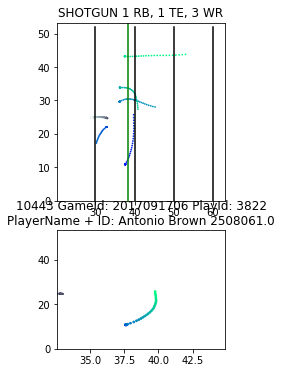 SHOTGUN 1 RB, 1 TE, 3 WR
50
40
30
20
10
0
30 40 50 60
10443 GameId: 2017091706 PlayId: 3822
PlayerName + ID: Antonio Brown 2508061.0
40
20
0
35.0 37.5 40.0 42.5